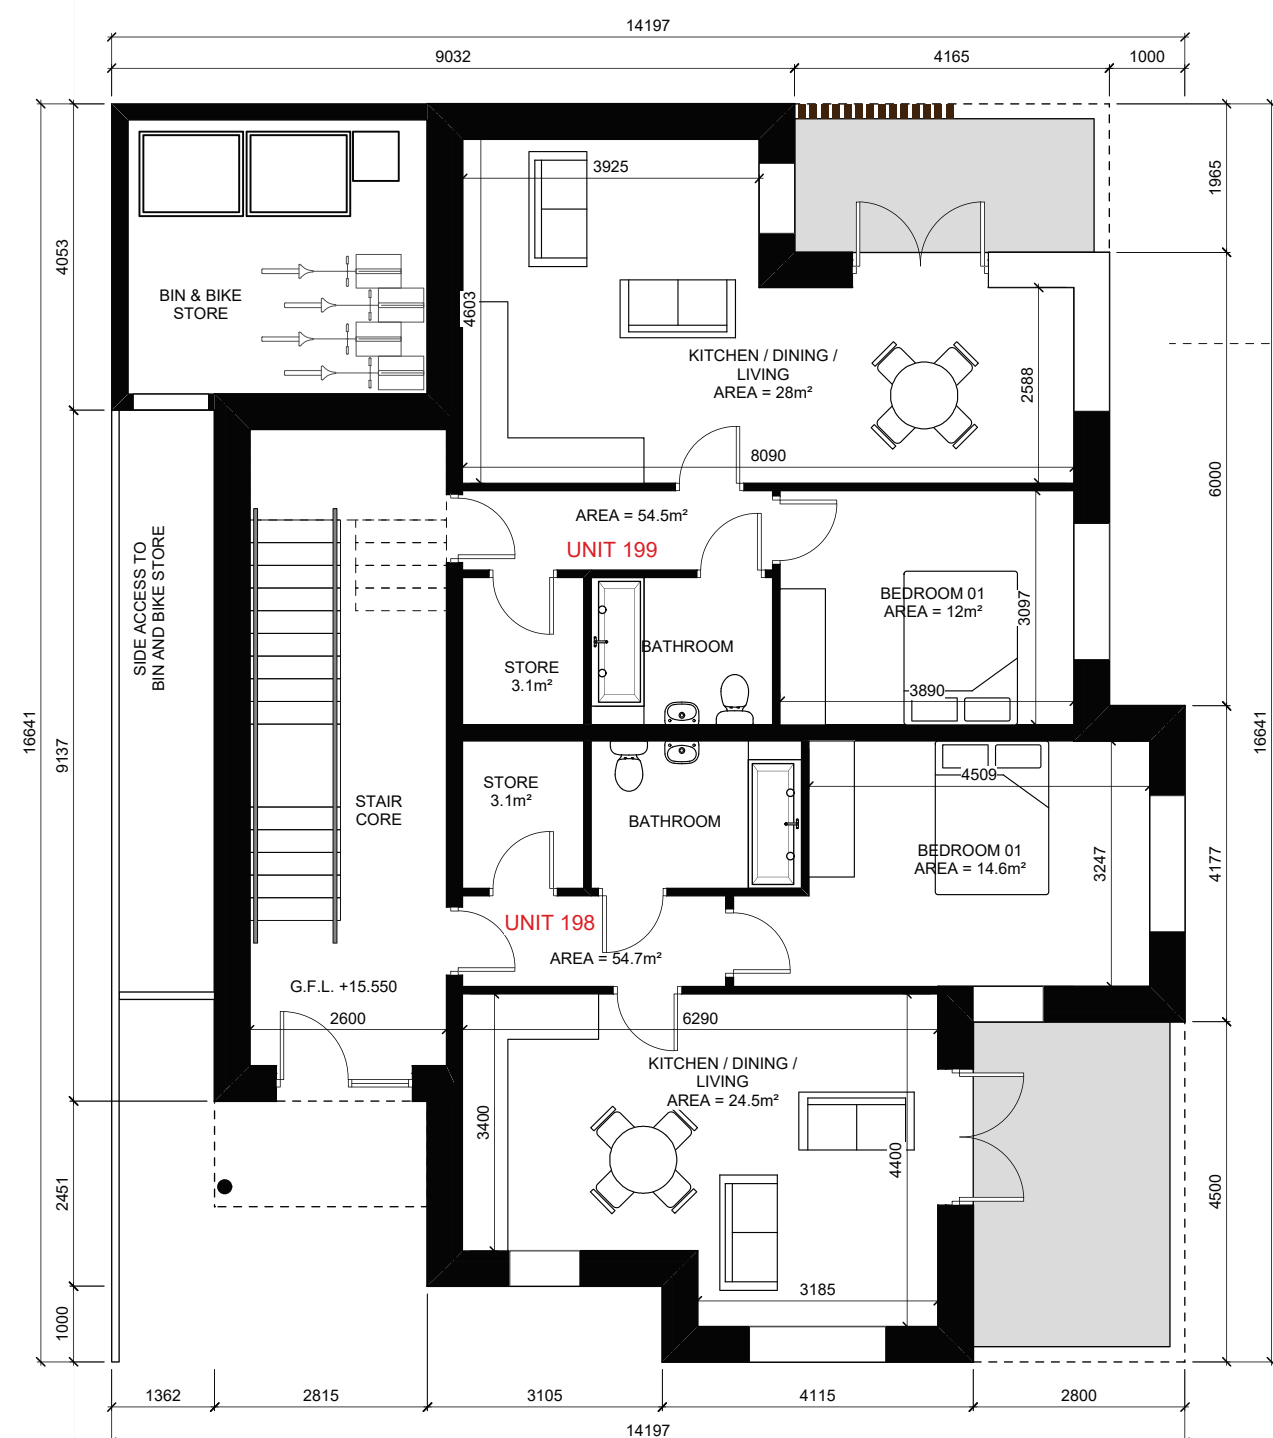 14197
9032
4165
1000
3925
1965
4053
BIN & BIKE
STORE
4603
KITCHEN / DINING /
LIVING
AREA = 28m²
2588
8090
6000
AREA = 54.5m²
UNIT 199
SIDE ACCESS TO
BIN AND BIKE STORE
BEDROOM 01
AREA = 12m²
3097
BATHROOM
STORE
3.1m²
3890
16641
9137
16641
STORE
3.1m²
4509
STAIR
CORE
BATHROOM
BEDROOM 01
AREA = 14.6m²
3247
4177
UNIT 198
AREA = 54.7m²
G.F.L. +15.550
2600
6290
KITCHEN / DINING /
LIVING
AREA = 24.5m²
3400
4400
2451
4500
3185
1000
1362
2815
3105
4115
2800
14197